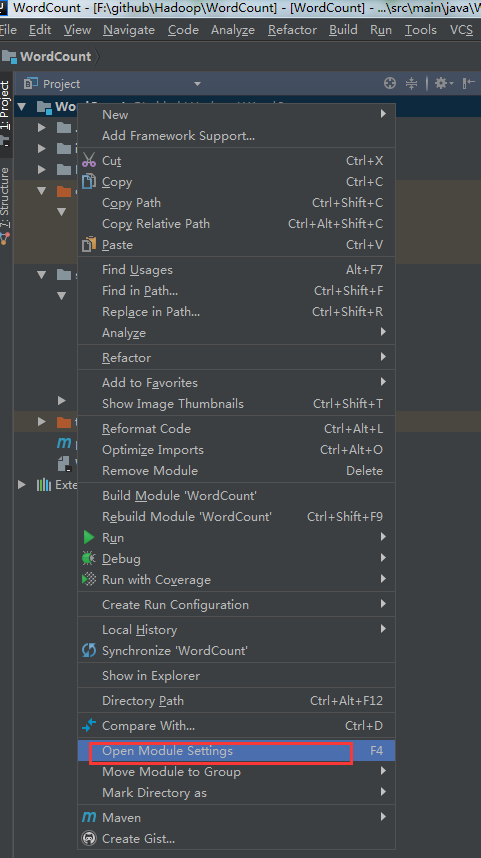 WordCount - [F:\github\Hadoop\WordCount] - [WordCount] - ...\src\main\java\W
File Edit View Navigate Code Analyze Refactor Build Run Tools VCS
WordCount
1: Project
7: Structure
Project
New
Add Framework Support...
Cut Ctrl+X
Copy Ctrl+C
Copy Path Ctrl+Shift+C
Copy Relative Path Ctrl+Alt+Shift+C
Paste Ctrl+V
Find Usages Alt+F7
Find in Path... Ctrl+Shift+F
Replace in Path... Ctrl+Shift+R
Analyze
Refactor
Add to Favorites
Show Image Thumbnails Ctrl+Shift+T
Reformat Code Ctrl+Alt+L
Optimize Imports Ctrl+Alt+O
Remove Module Delete
Build Module 'WordCount'
Rebuild Module 'WordCount' Ctrl+Shift+F9
Exte
Run
Debug
Run with Coverage
Create Run Configuration
Local History
Synchronize 'WordCount'
Show in Explorer
Directory Path Ctrl+Alt+F12
Compare With... Ctrl+D
Open Module Settings F4
Move Module to Group
Mark Directory as
Maven
Create Gist...